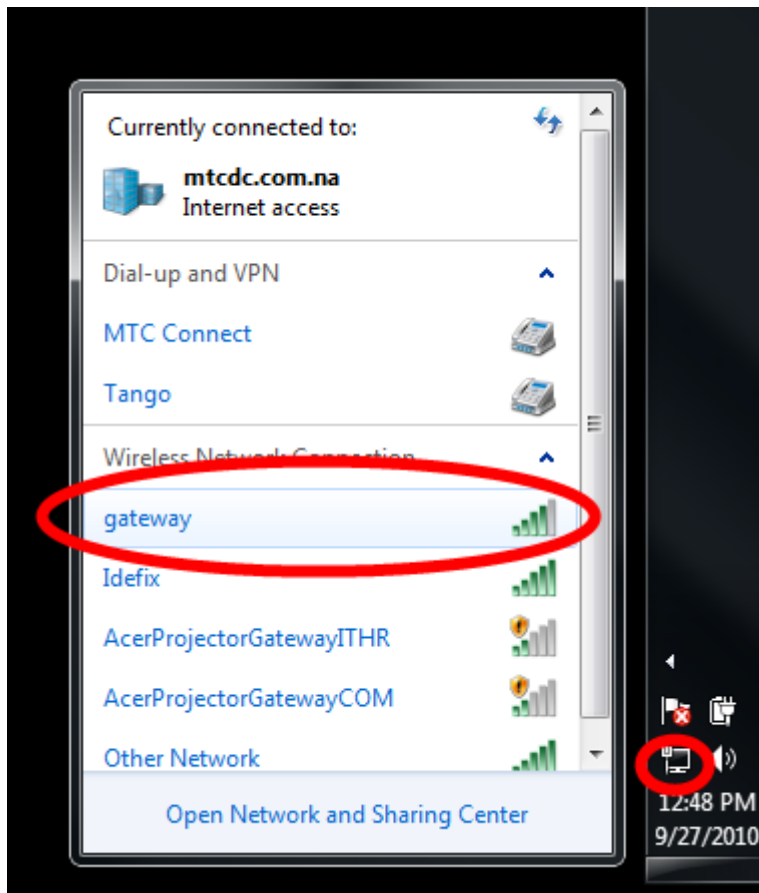 Currently connected to:
mtcdc.com.na
Internet access
Dial-up and VPN
MTC Connect
Tango
Wireless Network Connection
gateway
Idefix
AcerProjectorGatewayITHR
AcerProjectorGatewayCOM
Other Network
Open Network and Sharing Center
12:48 PM
9/27/2010